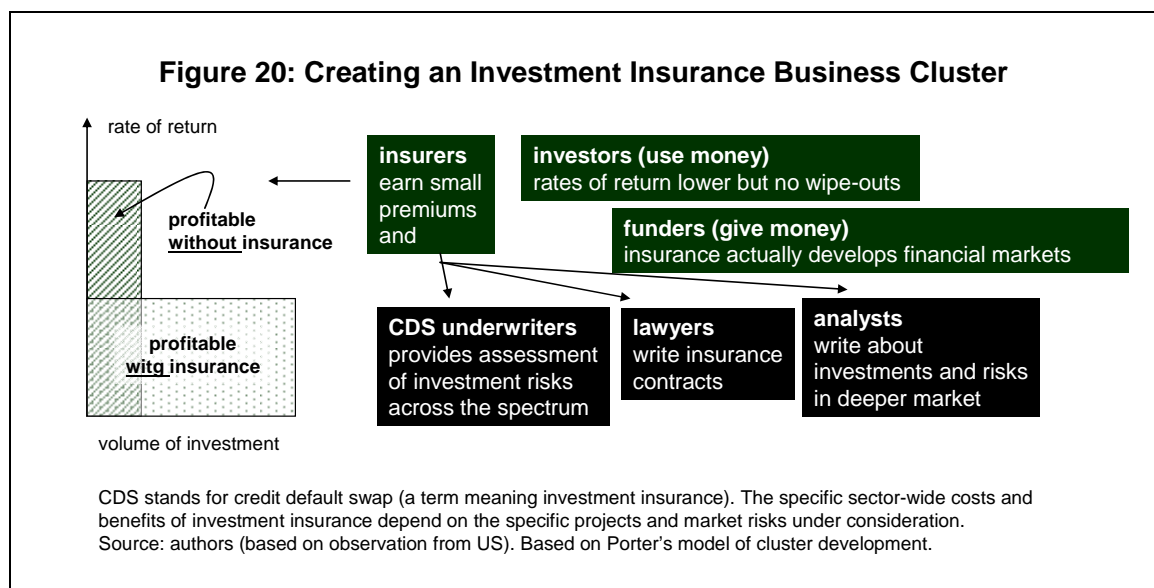 Figure 20: Creating an Investment Insurance Business Cluster
rate of return
profitable
without insurance
profitable
witg insurance
volume of investment
insurers
earn small
premiums
and
investors (use money)
rates of return lower but no wipe-outs
funders (give money)
insurance actually develops financial markets
CDS underwriters
provides assessment
of investment risks
across the spectrum
lawyers
write insurance
contracts
analysts
write about
investments and risks
in deeper market
CDS stands for credit default swap (a term meaning investment insurance). The specific sector-wide costs and
benefits of investment insurance depend on the specific projects and market risks under consideration.
Source: authors (based on observation from US). Based on Porter's model of cluster development.